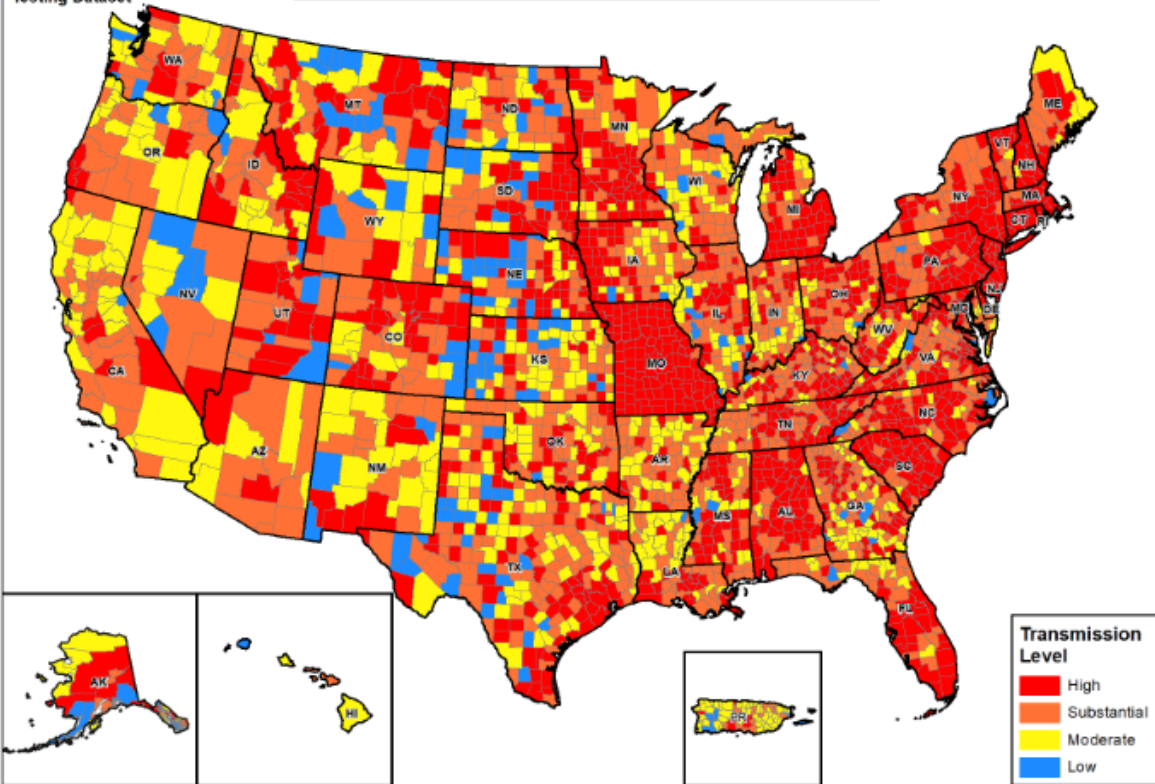 Testing Dataset
WA
MT
ND
MN
ME
OR
ID
SD
WI
VT
NH
NY
MA
CT
RI
WY
MI
IA
NE
PA
NV
NJ
UT
OH
IL
IN
MD
DE
CO
WV
KS
MO
VA
CA
KY
NC
TN
OK
AZ
AR
NM
SC
MS
AL
GA
TX
LA
FL
AK
HI
PR
Transmission
Level
High
Substantial
Moderate
Low